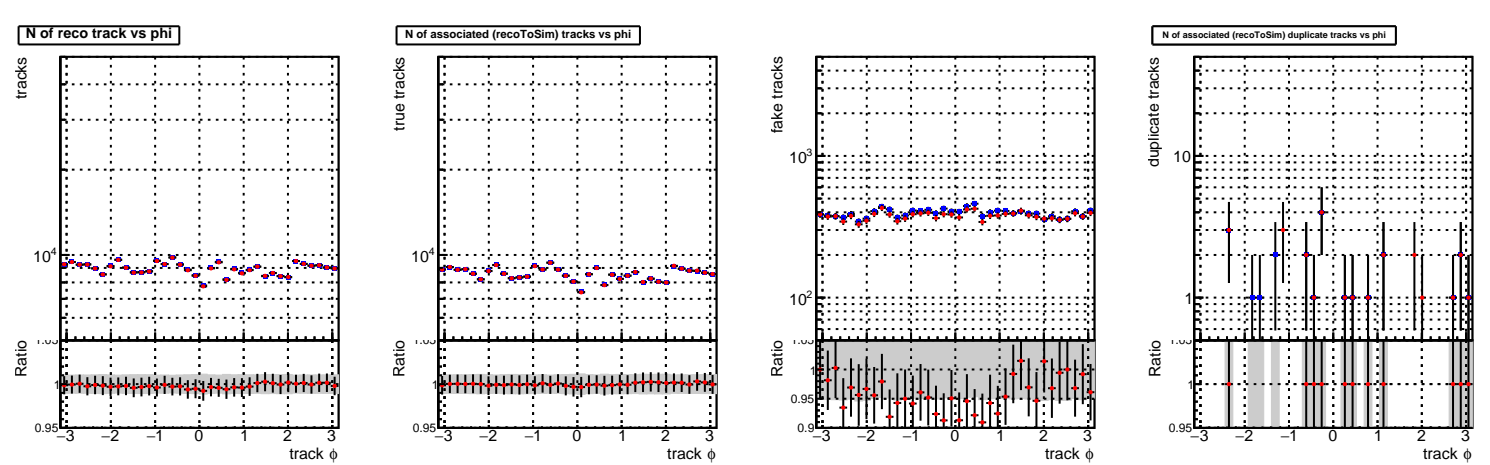 N of reco track vs phi
tracks
10⁴
Ratio
1
0.95
−3 −2 −1 0 1 2 3
track ϕ
N of associated (recoToSim) tracks vs phi
true tracks
10⁴
Ratio
1
0.95
−3 −2 −1 0 1 2 3
track ϕ
fake tracks
10³
10²
Ratio
1
0.95
0.9
−3 −2 −1 0 1 2 3
track ϕ
N of associated (recoToSim) duplicate tracks vs phi
duplicate tracks
10
1
Ratio
1
0.95
−3 −2 −1 0 1 2 3
track ϕ